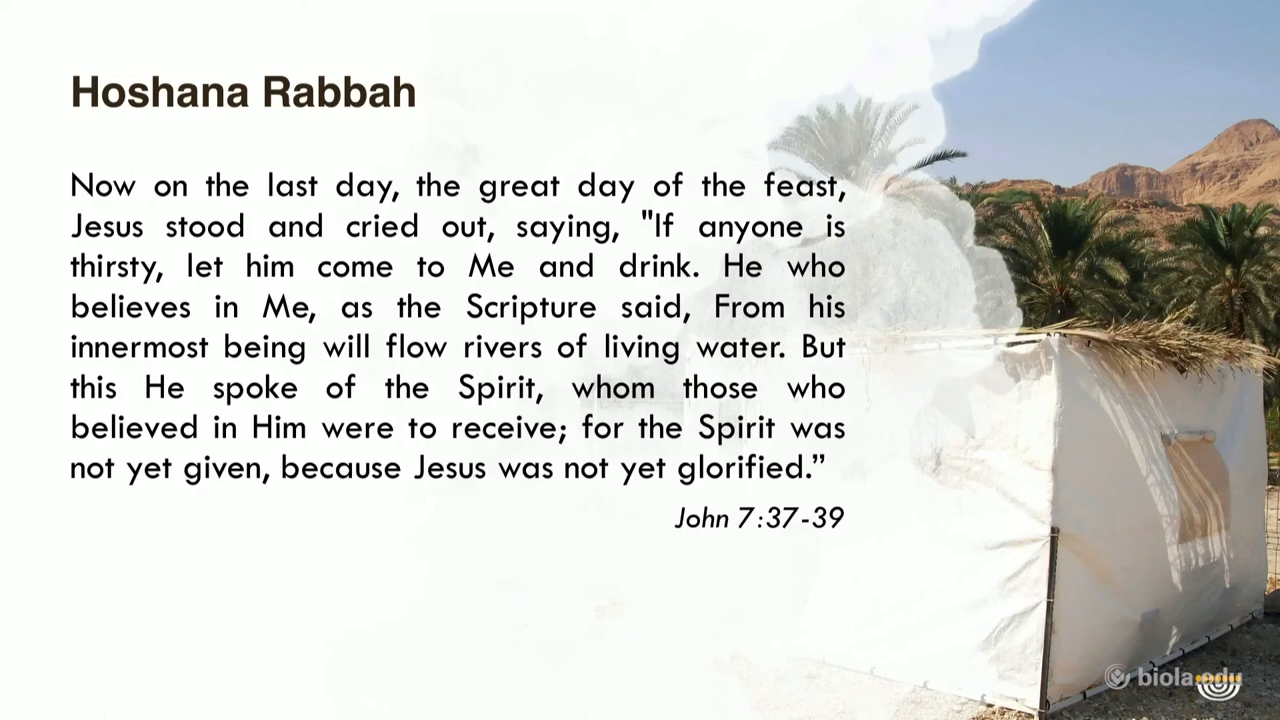 Hoshana Rabbah
Now on the last day, the great day of the feast,
Jesus stood and cried out, saying, "If anyone is
thirsty, let him come to Me and drink. He who
believes in Me, as the Scripture said, From his
innermost being will flow rivers of living water. But
this He spoke of the Spirit, whom those who
believed in Him were to receive; for the Spirit was
not yet given, because Jesus was not yet glorified.”
John 7:37-39
biola.edu